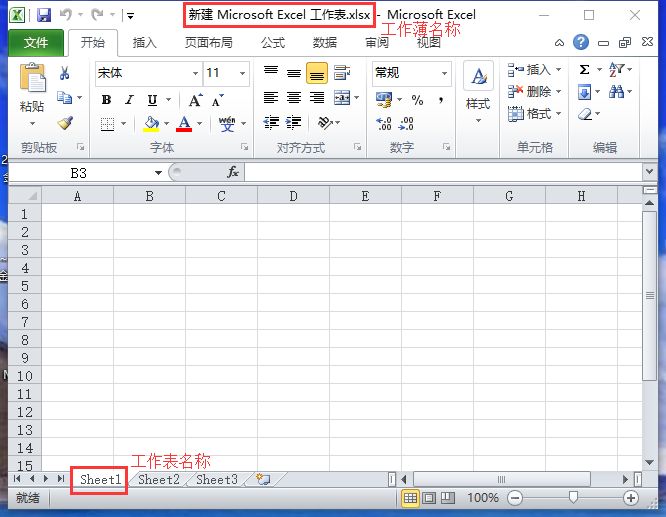 新建 Microsoft Excel 工作表.xlsx - Microsoft Excel
工作薄名称
文件 开始 插入 页面布局 公式 数据 审阅 视图
宋体 11 常规 插入
粘贴 B I U A A % , 样式 删除
A wén 文 .00 .0 格式
剪贴板 字体 对齐方式 数字 单元格 编辑
B3 fx
A B C D E F G H
1
2
3
4
5
6
7
8
9
10
11
12
13
14
15
工作表名称
Sheet1 Sheet2 Sheet3
就绪 100%